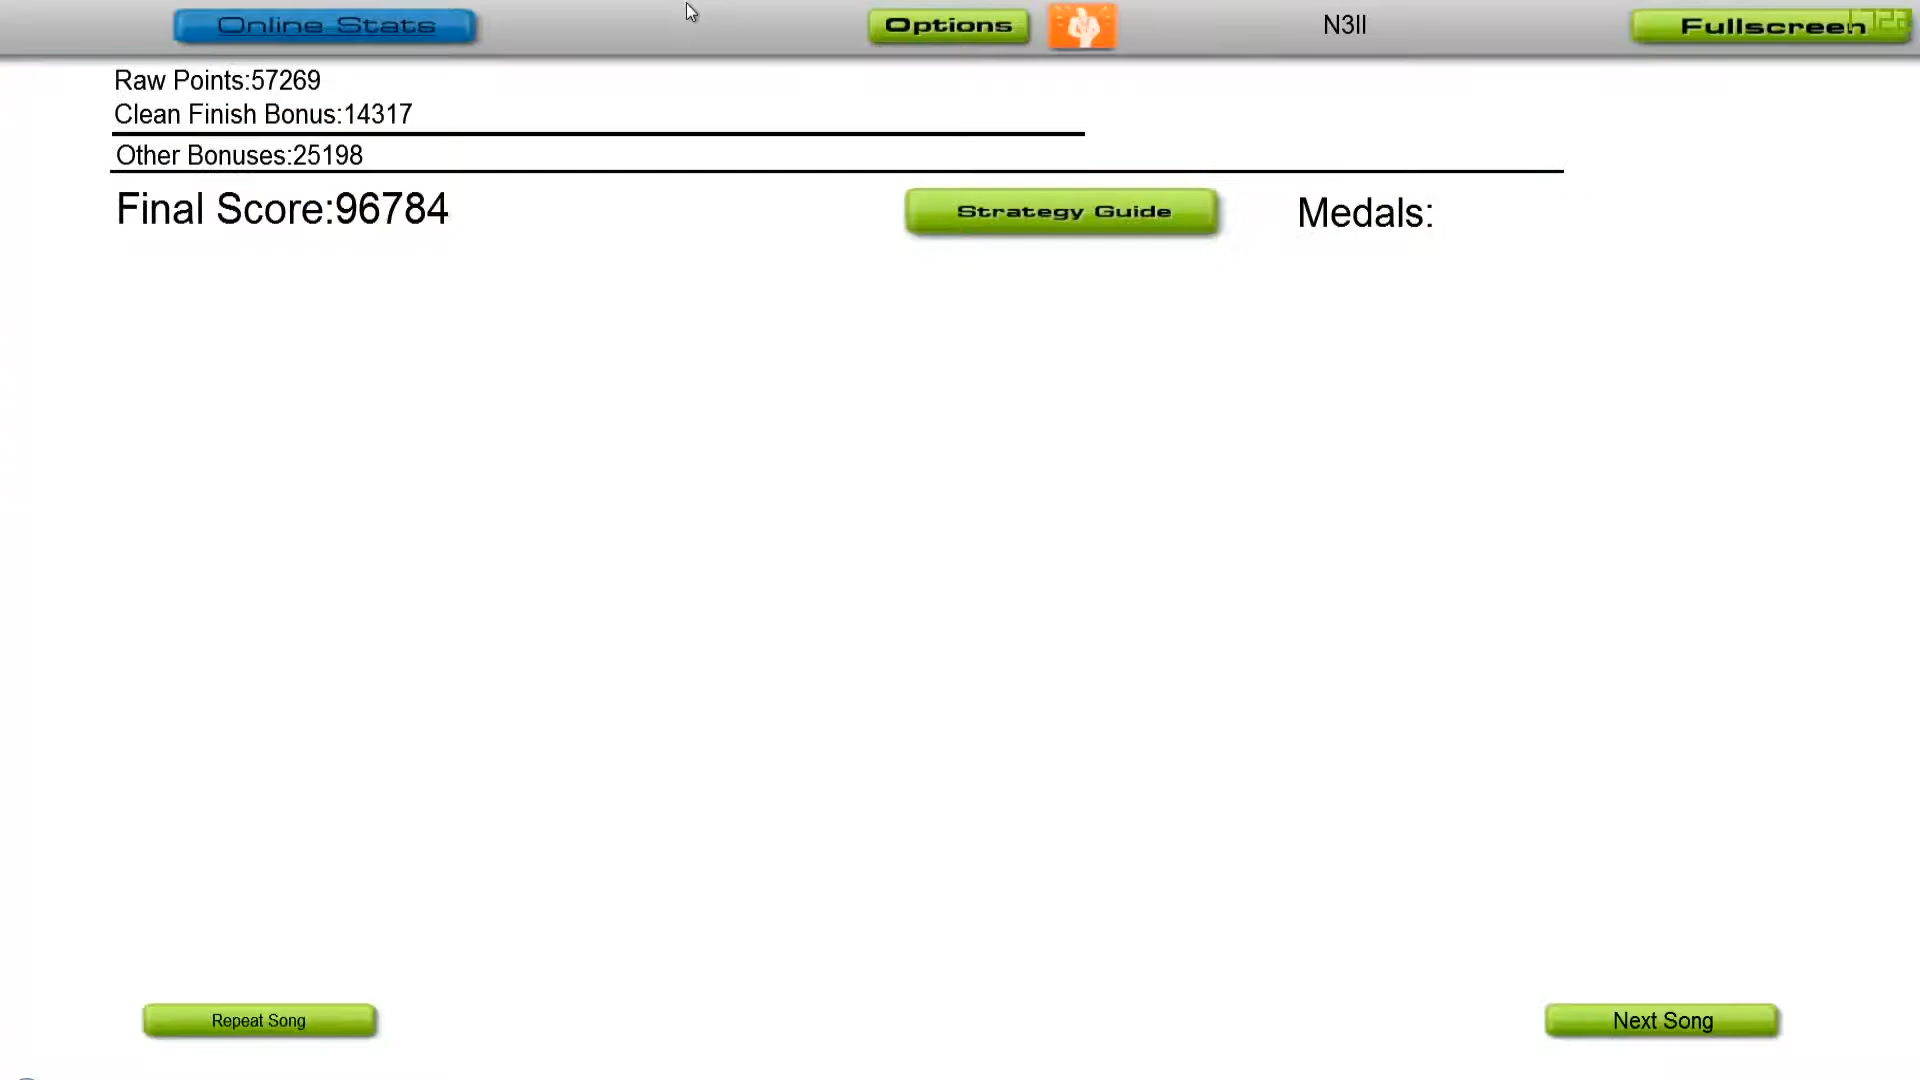 Online Stats
Options
N3II
Fullscreen
Raw Points:57269
Clean Finish Bonus:14317
Other Bonuses:25198
Final Score:96784
Strategy Guide
Medals:
Repeat Song
Next Song